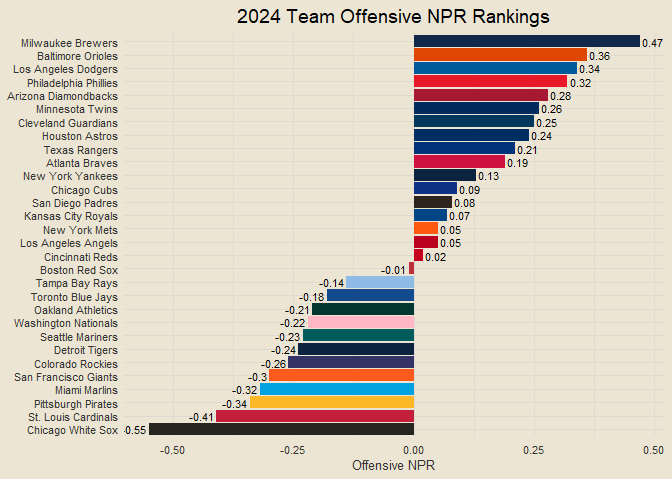 2024 Team Offensive NPR Rankings
Milwaukee Brewers 0.47
Baltimore Orioles 0.36
Los Angeles Dodgers 0.34
Philadelphia Phillies 0.32
Arizona Diamondbacks 0.28
Minnesota Twins 0.26
Cleveland Guardians 0.25
Houston Astros 0.24
Texas Rangers 0.21
Atlanta Braves 0.19
New York Yankees 0.13
Chicago Cubs 0.09
San Diego Padres 0.08
Kansas City Royals 0.07
New York Mets 0.05
Los Angeles Angels 0.05
Cincinnati Reds 0.02
Boston Red Sox -0.01
Tampa Bay Rays -0.14
Toronto Blue Jays -0.18
Oakland Athletics -0.21
Washington Nationals -0.22
Seattle Mariners -0.23
Detroit Tigers -0.24
Colorado Rockies -0.26
San Francisco Giants -0.3
Miami Marlins -0.32
Pittsburgh Pirates -0.34
St. Louis Cardinals -0.41
Chicago White Sox -0.55
-0.50 -0.25 0.00 0.25 0.50
Offensive NPR